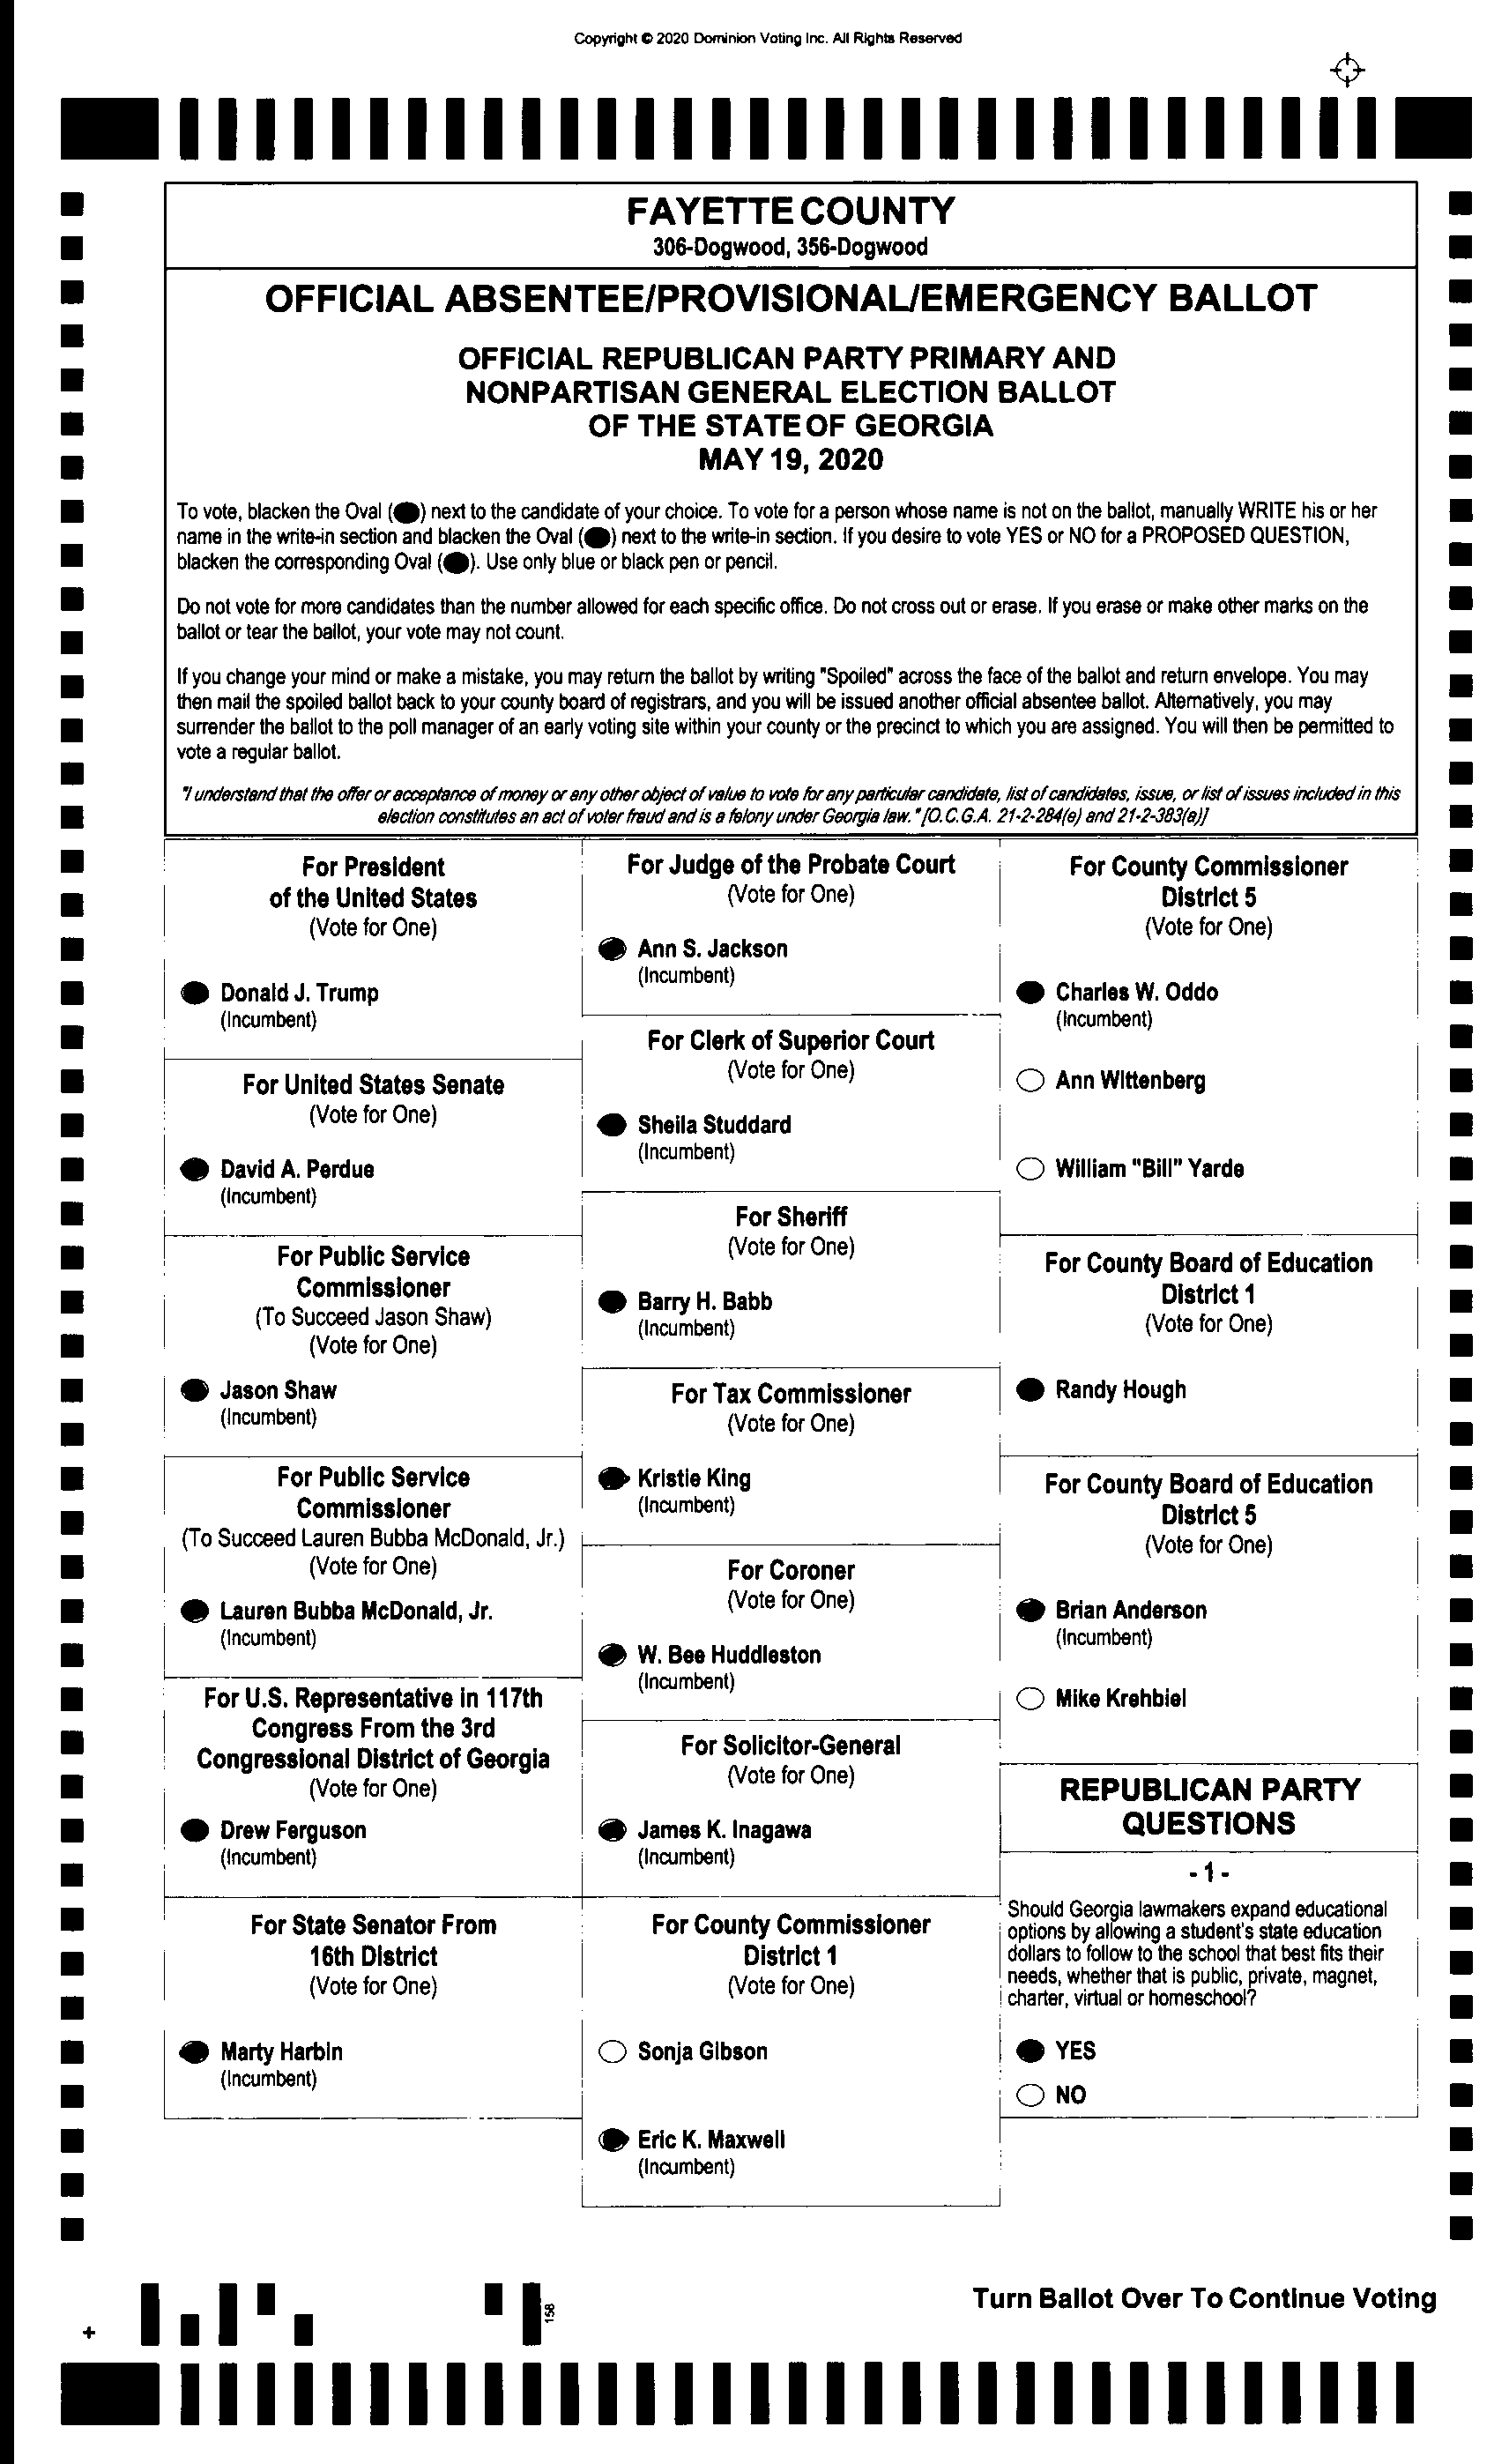 Copyright © 2020 Dominion Voting Inc. All Rights Reserved
FAYETTE COUNTY
306-Dogwood, 356-Dogwood
OFFICIAL ABSENTEE/PROVISIONAL/EMERGENCY BALLOT
OFFICIAL REPUBLICAN PARTY PRIMARY AND
NONPARTISAN GENERAL ELECTION BALLOT
OF THE STATE OF GEORGIA
MAY 19, 2020
To vote, blacken the Oval ( ) next to the candidate of your choice. To vote for a person whose name is not on the ballot, manually WRITE his or her
name in the write-in section and blacken the Oval ( ) next to the write-in section. If you desire to vote YES or NO for a PROPOSED QUESTION,
blacken the corresponding Oval ( ). Use only blue or black pen or pencil.
Do not vote for more candidates than the number allowed for each specific office. Do not cross out or erase. If you erase or make other marks on the
ballot or tear the ballot, your vote may not count.
If you change your mind or make a mistake, you may return the ballot by writing "Spoiled" across the face of the ballot and return envelope. You may
then mail the spoiled ballot back to your county board of registrars, and you will be issued another official absentee ballot. Alternatively, you may
surrender the ballot to the poll manager of an early voting site within your county or the precinct to which you are assigned. You will then be permitted to
vote a regular ballot.
"I understand that the offer or acceptance of money or any other object of value to vote for any particular candidate, list of candidates, issue, or list of issues included in this
election constitutes an act of voter fraud and is a felony under Georgia law." [O.C.G.A. 21-2-284(e) and 21-2-383(a)]
For President
of the United States
(Vote for One)
Donald J. Trump
(Incumbent)
For United States Senate
(Vote for One)
David A. Perdue
(Incumbent)
For Public Service
Commissioner
(To Succeed Jason Shaw)
(Vote for One)
Jason Shaw
(Incumbent)
For Public Service
Commissioner
(To Succeed Lauren Bubba McDonald, Jr.)
(Vote for One)
Lauren Bubba McDonald, Jr.
(Incumbent)
For U.S. Representative in 117th
Congress From the 3rd
Congressional District of Georgia
(Vote for One)
Drew Ferguson
(Incumbent)
For State Senator From
16th District
(Vote for One)
Marty Harbin
(Incumbent)
For Judge of the Probate Court
(Vote for One)
Ann S. Jackson
(Incumbent)
For Clerk of Superior Court
(Vote for One)
Sheila Studdard
(Incumbent)
For Sheriff
(Vote for One)
Barry H. Babb
(Incumbent)
For Tax Commissioner
(Vote for One)
Kristie King
(Incumbent)
For Coroner
(Vote for One)
W. Bee Huddleston
(Incumbent)
For Solicitor-General
(Vote for One)
James K. Inagawa
(Incumbent)
For County Commissioner
District 1
(Vote for One)
Sonja Gibson
Eric K. Maxwell
(Incumbent)
For County Commissioner
District 5
(Vote for One)
Charles W. Oddo
(Incumbent)
Ann Wittenberg
William "Bill" Yarde
For County Board of Education
District 1
(Vote for One)
Randy Hough
For County Board of Education
District 5
(Vote for One)
Brian Anderson
(Incumbent)
Mike Krehbiel
REPUBLICAN PARTY
QUESTIONS
- 1 -
Should Georgia lawmakers expand educational
options by allowing a student's state education
dollars to follow to the school that best fits their
needs, whether that is public, private, magnet,
charter, virtual or homeschool?
YES
NO
158
Turn Ballot Over To Continue Voting